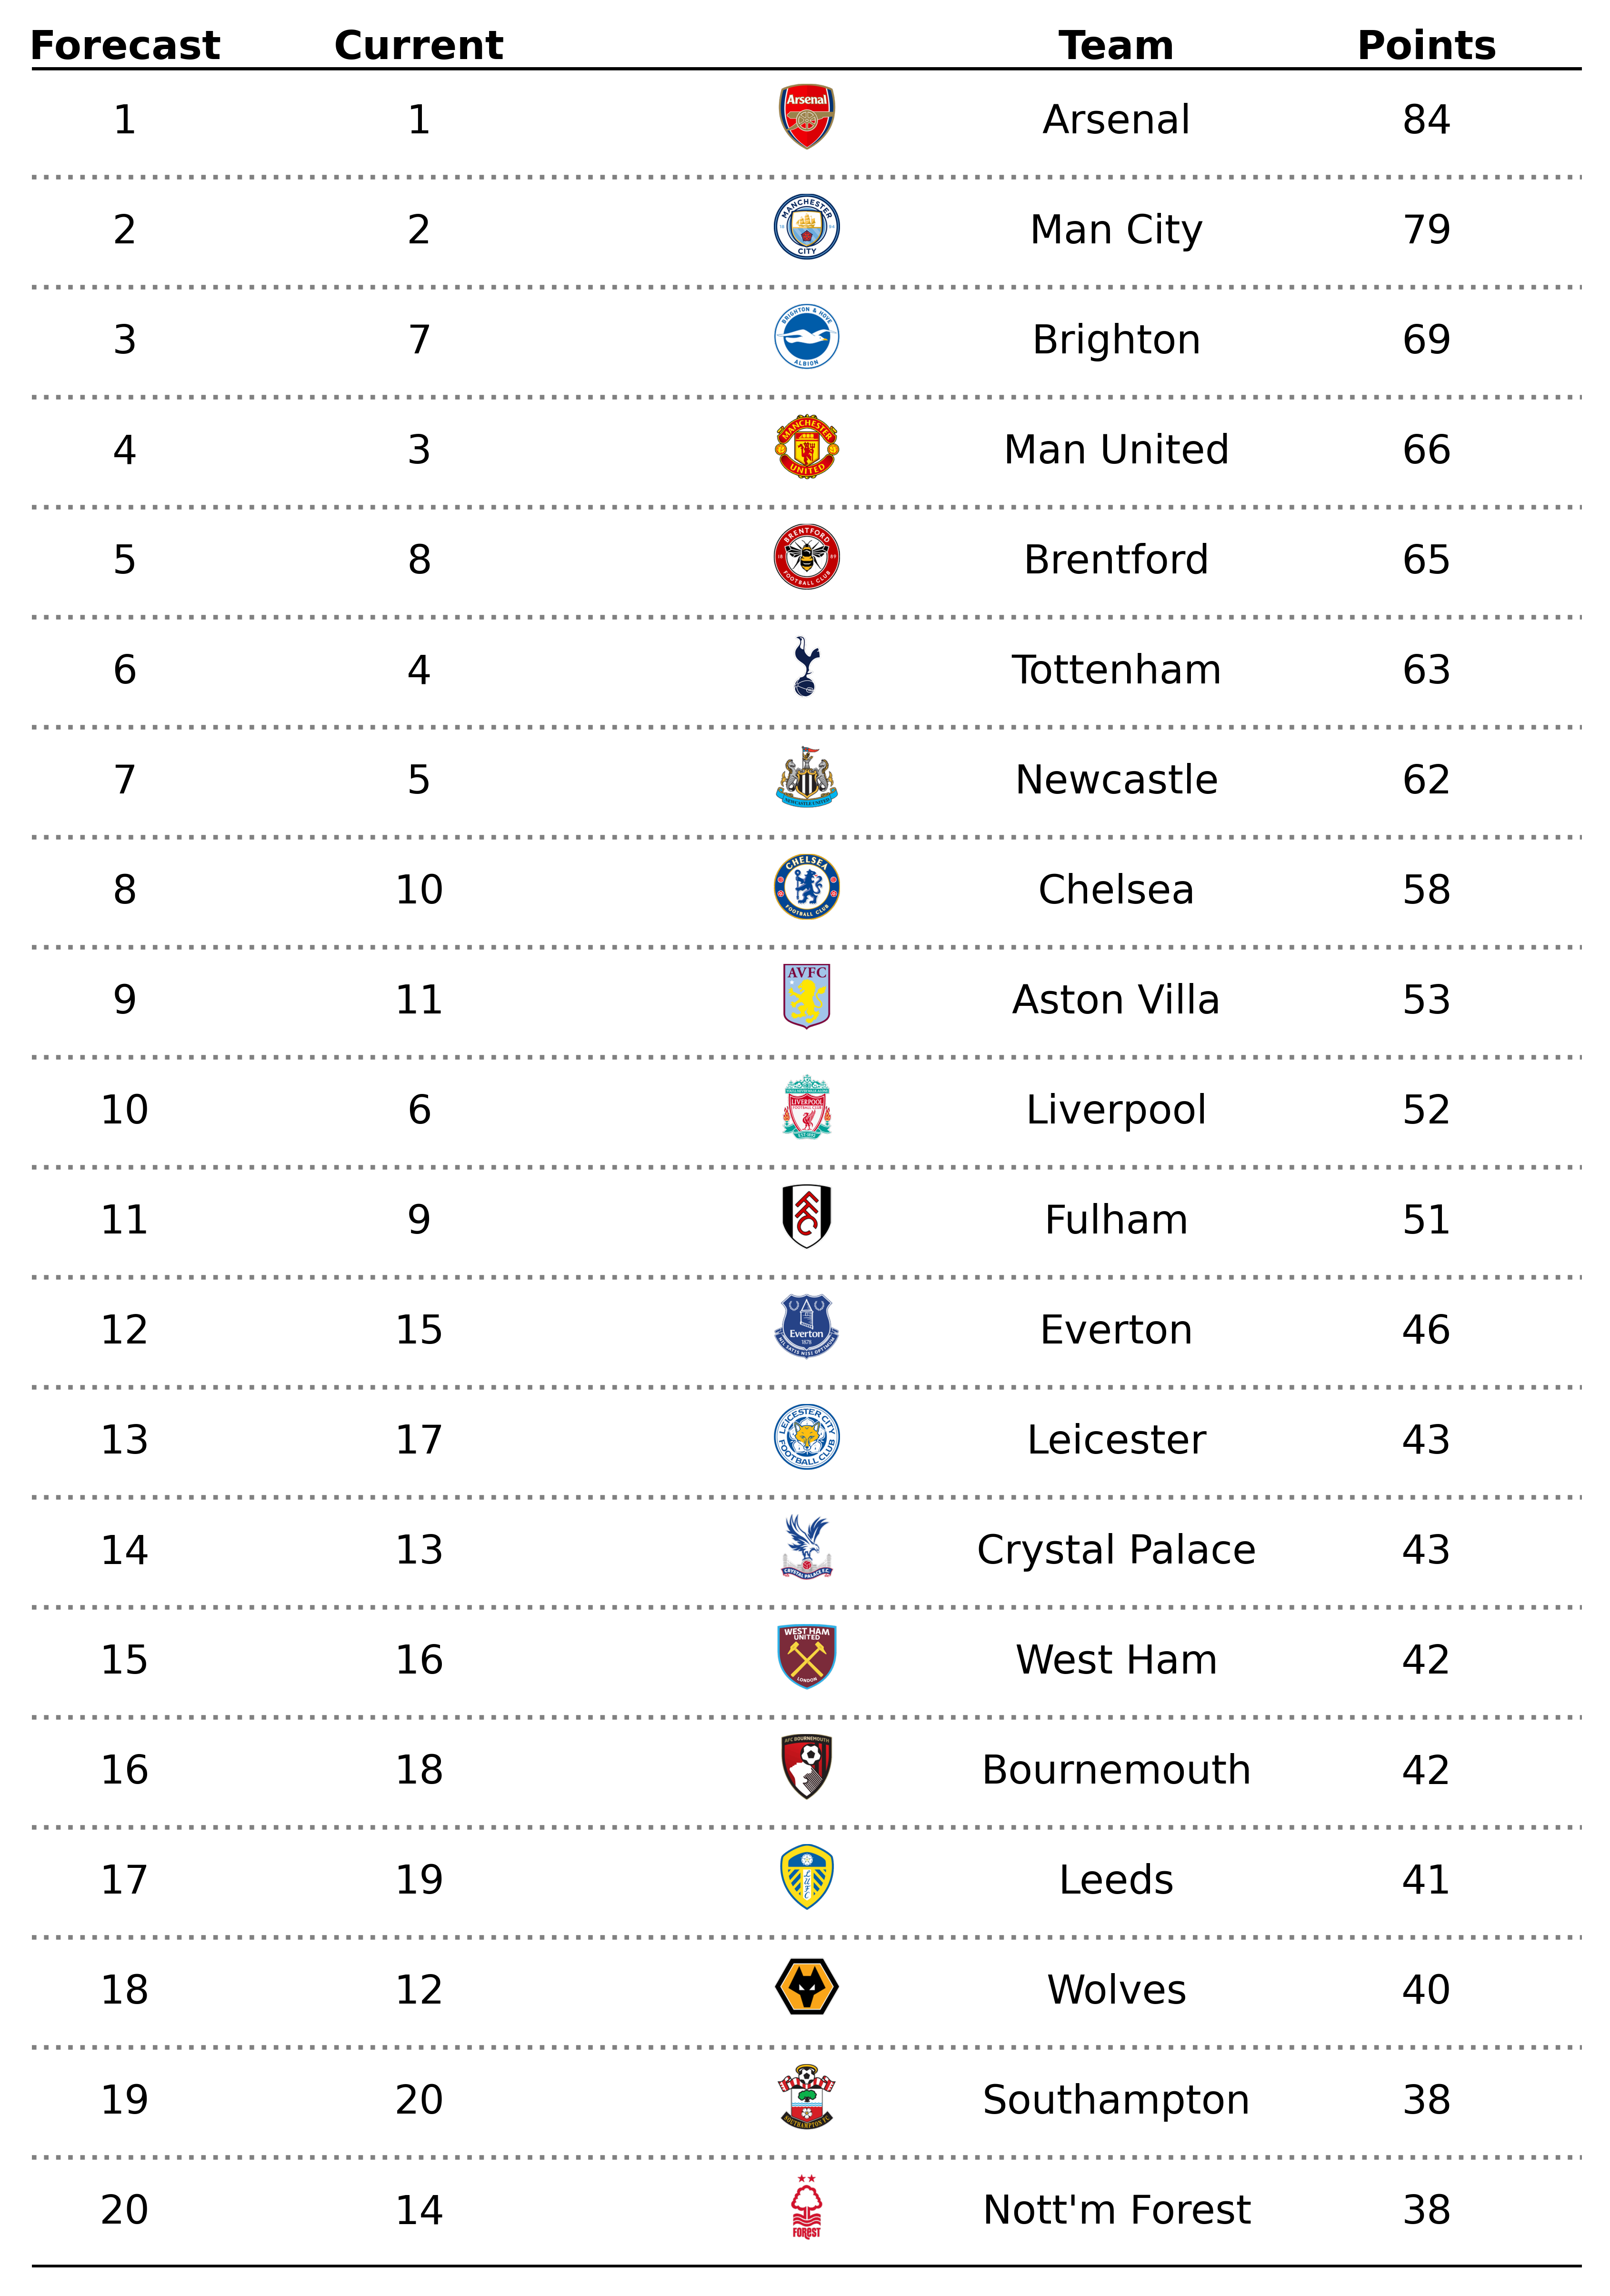 Forecast Current Team Points
1 1 Arsenal Arsenal 84
2 2 MANCHESTER CITY Man City 79
3 7 BRIGHTON & HOVE ALBION Brighton 69
4 3 MANCHESTER UNITED Man United 66
5 8 BRENTFORD FOOTBALL CLUB Brentford 65
6 4 Tottenham 63
7 5 NEWCASTLE UNITED Newcastle 62
8 10 CHELSEA FOOTBALL CLUB Chelsea 58
9 11 AVFC Aston Villa 53
10 6 LIVERPOOL FOOTBALL CLUB Liverpool 52
11 9 FFC Fulham 51
12 15 Everton 1878 NIL SATIS NISI OPTIMUM Everton 46
13 17 LEICESTER CITY FOOTBALL CLUB Leicester 43
14 13 CRYSTAL PALACE F.C. Crystal Palace 43
15 16 WEST HAM UNITED LONDON West Ham 42
16 18 AFC BOURNEMOUTH Bournemouth 42
17 19 LUFC Leeds 41
18 12 Wolves 40
19 20 SOUTHAMPTON FC Southampton 38
20 14 FOREST Nott'm Forest 38